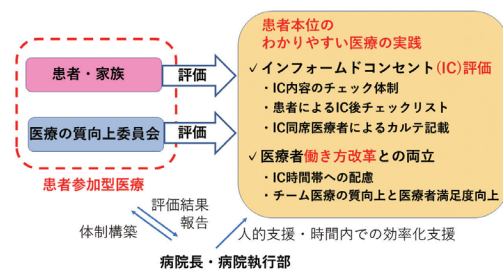 患者・家族
評価
医療の質向上委員会
評価
患者参加型医療
患者本位の
わかりやすい医療の実践
✓ インフォームドコンセント(IC)評価
・IC内容のチェック体制
・患者によるIC後チェックリスト
・IC同席医療者によるカルテ記載
✓ 医療者働き方改革との両立
・IC時間帯への配慮
・チーム医療の質向上と医療者満足度向上
体制構築
評価結果
報告
人的支援・時間内での効率化支援
病院長・病院執行部